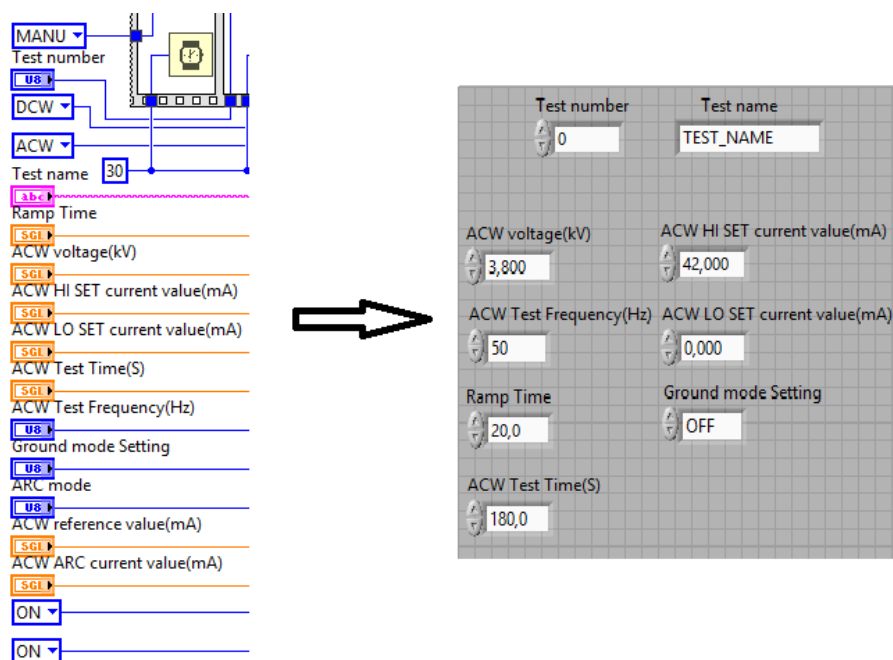 MANU
Test number
U8
DCW
ACW
Test name 30
abc
Ramp Time
SGL
ACW voltage(kV)
SGL
ACW HI SET current value(mA)
SGL
ACW LO SET current value(mA)
SGL
ACW Test Time(S)
SGL
ACW Test Frequency(Hz)
U8
Ground mode Setting
U8
ARC mode
U8
ACW reference value(mA)
SGL
ACW ARC current value(mA)
SGL
ON
ON
Test number Test name
0 TEST_NAME
ACW voltage(kV) ACW HI SET current value(mA)
3,800 42,000
ACW Test Frequency(Hz) ACW LO SET current value(mA)
50 0,000
Ramp Time Ground mode Setting
20,0 OFF
ACW Test Time(S)
180,0